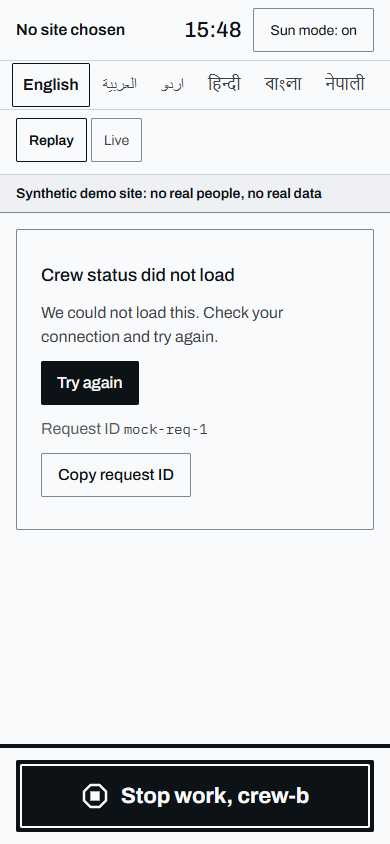 No site chosen
15:48
Sun mode: on
English
العربية
اردو
हिन्दी
বাংলা
नेपाली
Replay
Live
Synthetic demo site: no real people, no real data
Crew status did not load
We could not load this. Check your
connection and try again.
Try again
Request ID mock-req-1
Copy request ID
Stop work, crew-b